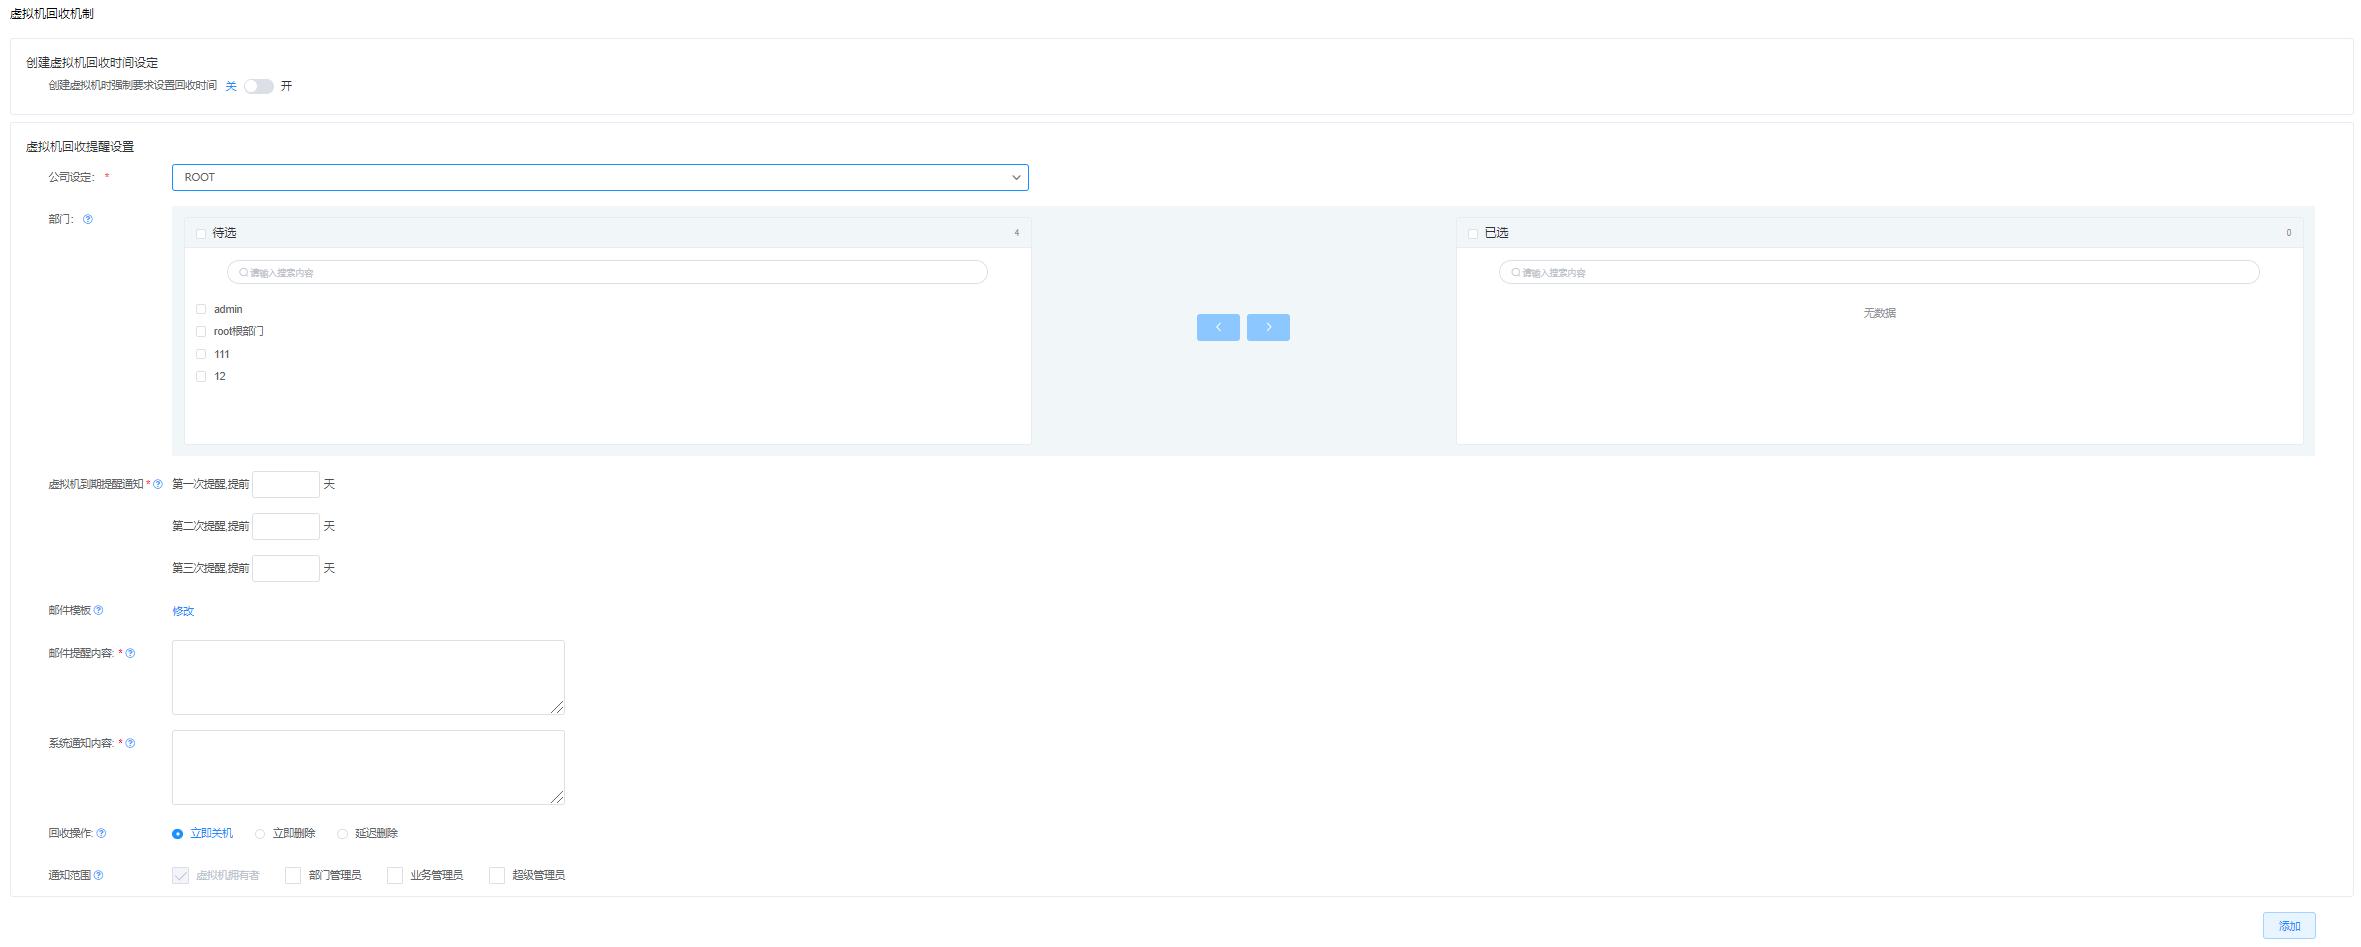 虚拟机回收机制
创建虚拟机回收时间设定
创建虚拟机时强制要求设置回收时间 关 开
虚拟机回收提醒设置
公司设定： * ROOT
部门：
待选 4
请输入搜索内容
admin
root根部门
111
12
已选 0
请输入搜索内容
无数据
虚拟机到期提醒通知 * 第一次提醒,提前 天
第二次提醒,提前 天
第三次提醒,提前 天
邮件模板 修改
邮件提醒内容: *
系统通知内容: *
回收操作: 立即关机 立即删除 延迟删除
通知范围 虚拟机拥有者 部门管理员 业务管理员 超级管理员
添加